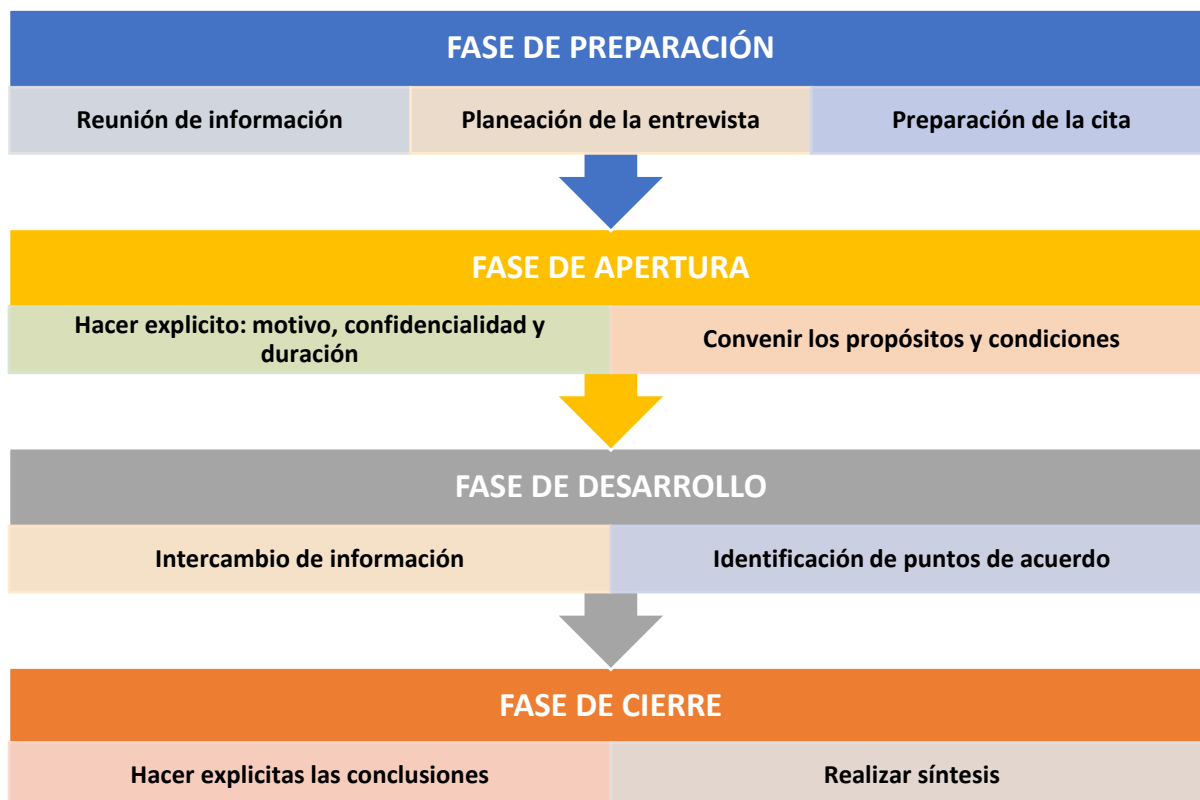 FASE DE PREPARACIÓN
Reunión de información
Planeación de la entrevista
Preparación de la cita
FASE DE APERTURA
Hacer explicito: motivo, confidencialidad y
duración
Convenir los propósitos y condiciones
FASE DE DESARROLLO
Intercambio de información
Identificación de puntos de acuerdo
FASE DE CIERRE
Hacer explicitas las conclusiones
Realizar síntesis